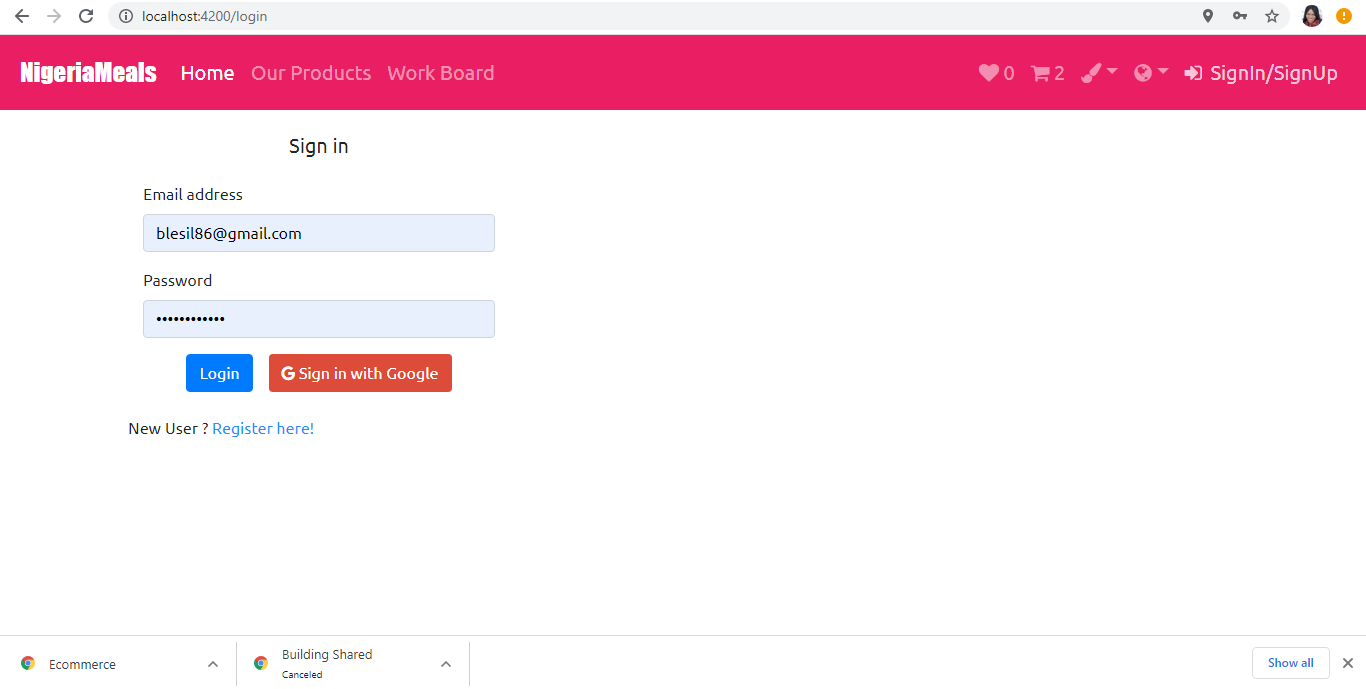 localhost:4200/login
NigeriaMeals Home Our Products Work Board 0 2 SignIn/SignUp
Sign in
Email address
blesil86@gmail.com
Password
••••••••••••
Login G Sign in with Google
New User ? Register here!
Ecommerce
Building Shared
Canceled
Show all